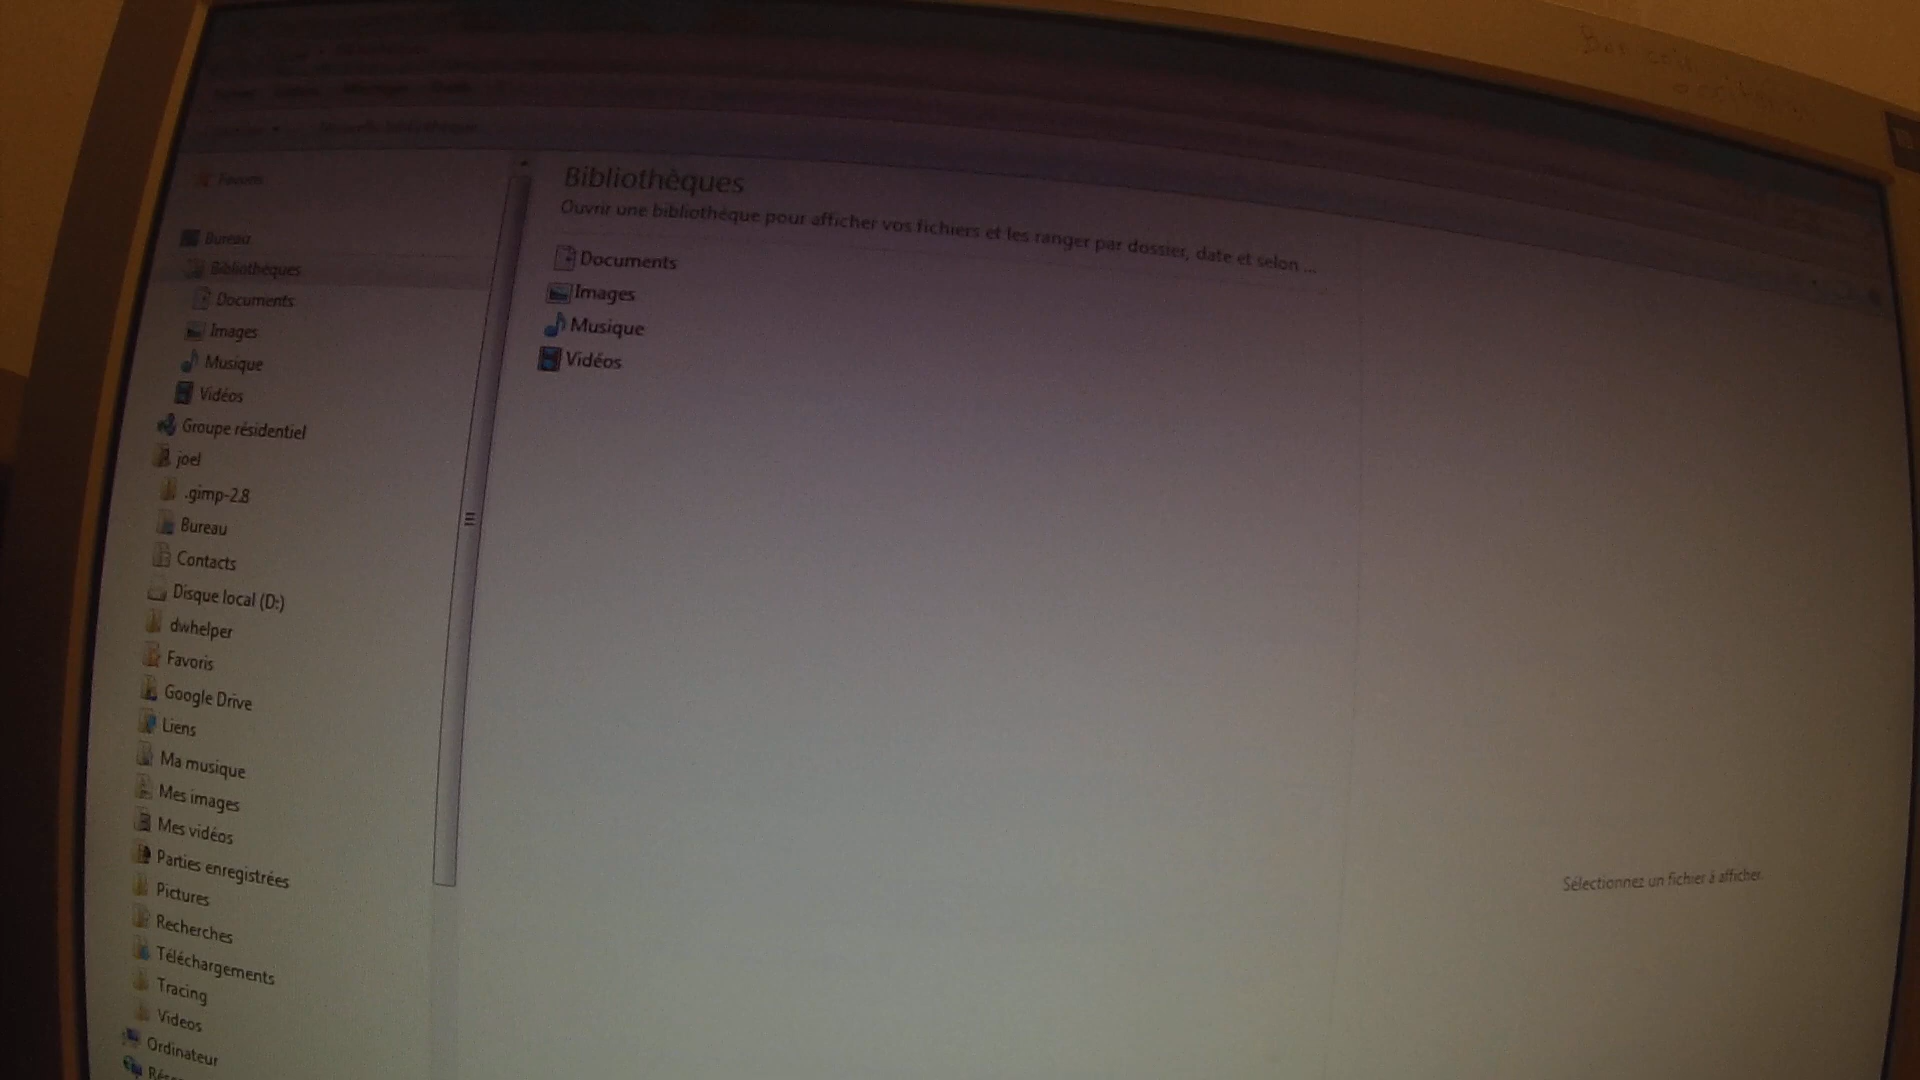 Nouvelle bibliothèque
Favoris
Bureau
Bibliothèques
Documents
Images
Musique
Vidéos
Groupe résidentiel
joel
.gimp-2.8
Bureau
Contacts
Disque local (D:)
dwhelper
Favoris
Google Drive
Liens
Ma musique
Mes images
Mes vidéos
Parties enregistrées
Pictures
Recherches
Téléchargements
Tracing
Videos
Ordinateur
Bibliothèques
Ouvrir une bibliothèque pour afficher vos fichiers et les ranger par dossier, date et selon ...
Documents
Images
Musique
Vidéos
Sélectionnez un fichier à afficher.